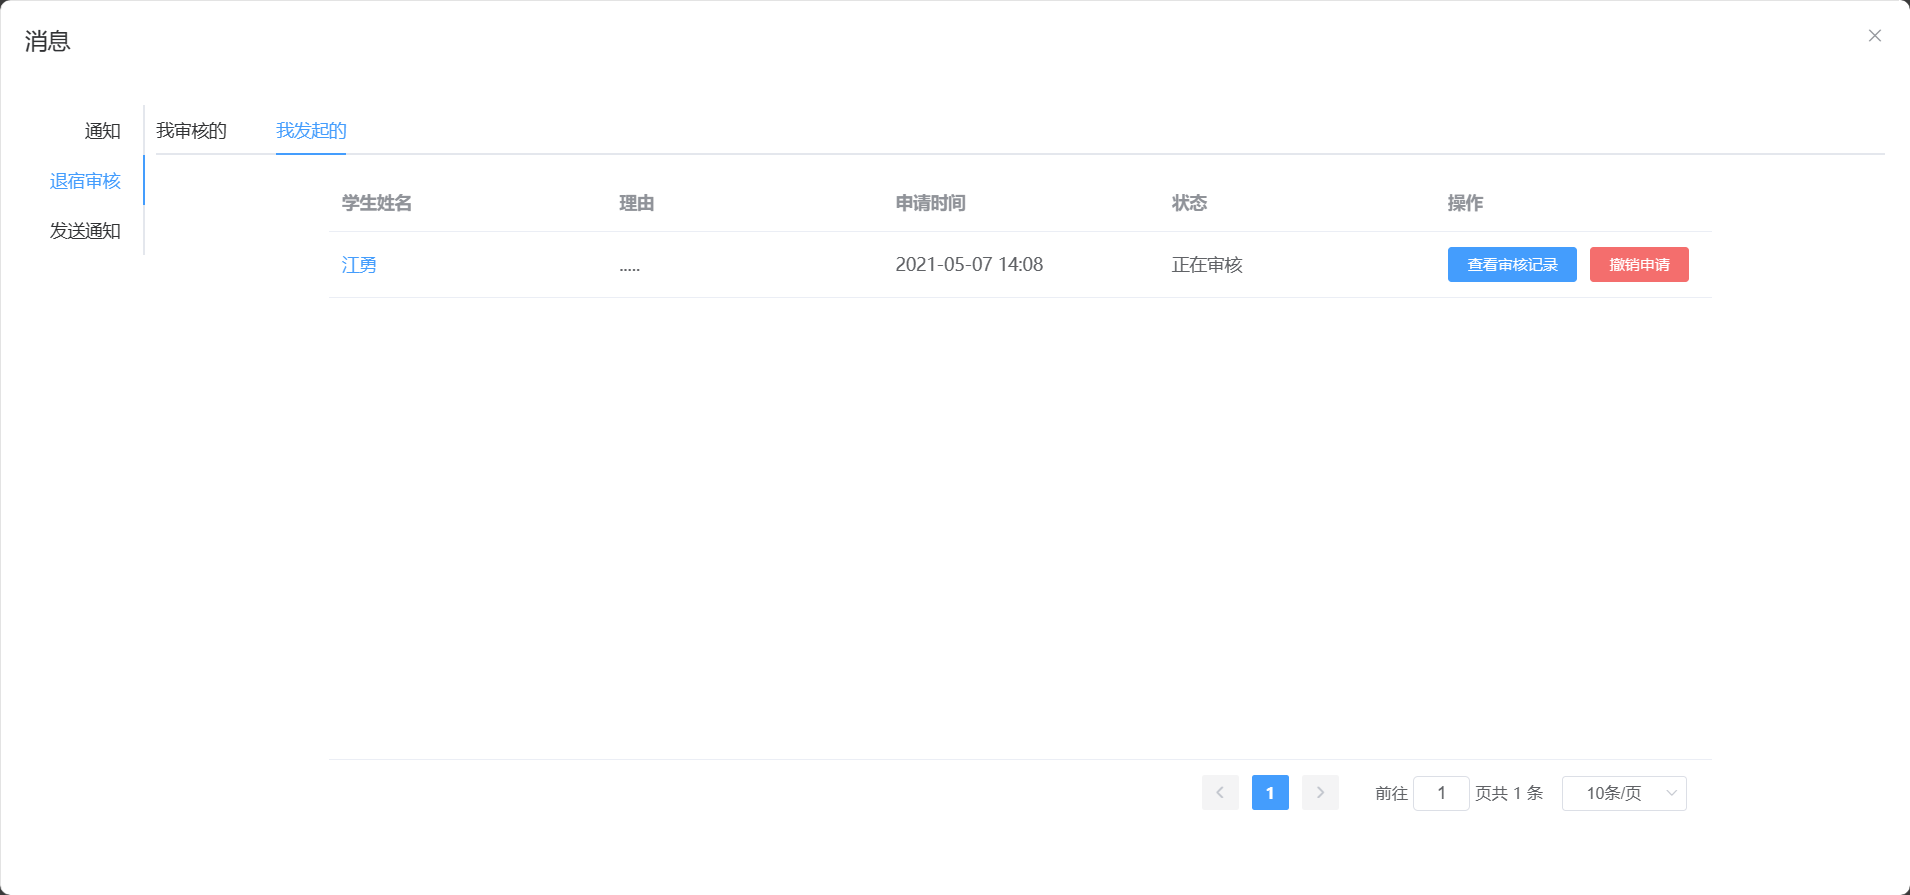 消息
通知
退宿审核
发送通知
我审核的 我发起的
学生姓名 理由 申请时间 状态 操作
江勇 ..... 2021-05-07 14:08 正在审核 查看审核记录 撤销申请
1 前往 1 页共 1 条 10条/页